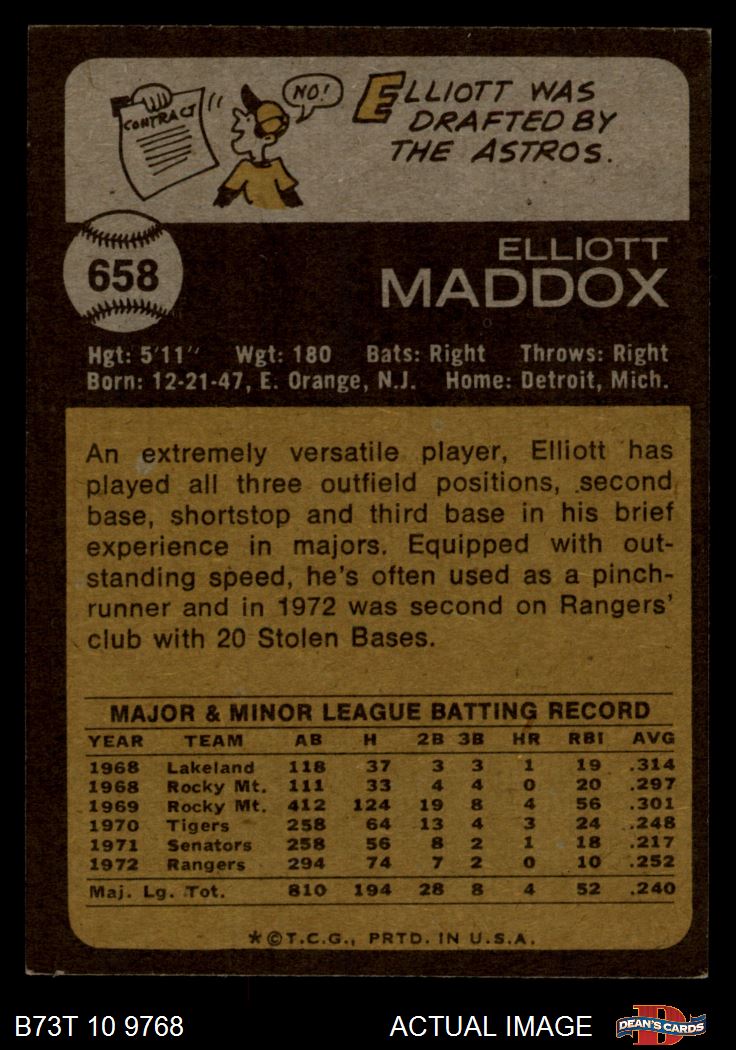 CONTRACT
NO!
ELLIOTT WAS
DRAFTED BY
THE ASTROS.
658
ELLIOTT
MADDOX
Hgt: 5'11" Wgt: 180 Bats: Right Throws: Right
Born: 12-21-47, E. Orange, N.J. Home: Detroit, Mich.
An extremely versatile player, Elliott has
played all three outfield positions, second
base, shortstop and third base in his brief
experience in majors. Equipped with out-
standing speed, he's often used as a pinch-
runner and in 1972 was second on Rangers'
club with 20 Stolen Bases.
MAJOR & MINOR LEAGUE BATTING RECORD
YEAR TEAM AB H 2B 3B HR RBI AVG
1968 Lakeland 118 37 3 3 1 19 .314
1968 Rocky Mt. 111 33 4 4 0 20 .297
1969 Rocky Mt. 412 124 19 8 4 56 .301
1970 Tigers 258 64 13 4 3 24 .248
1971 Senators 258 56 8 2 1 18 .217
1972 Rangers 294 74 7 2 0 10 .252
Maj. Lg. Tot. 810 194 28 8 4 52 .240
*©T.C.G., PRTD. IN U.S.A.
B73T 10 9768 ACTUAL IMAGE
D
DEAN'S CARDS